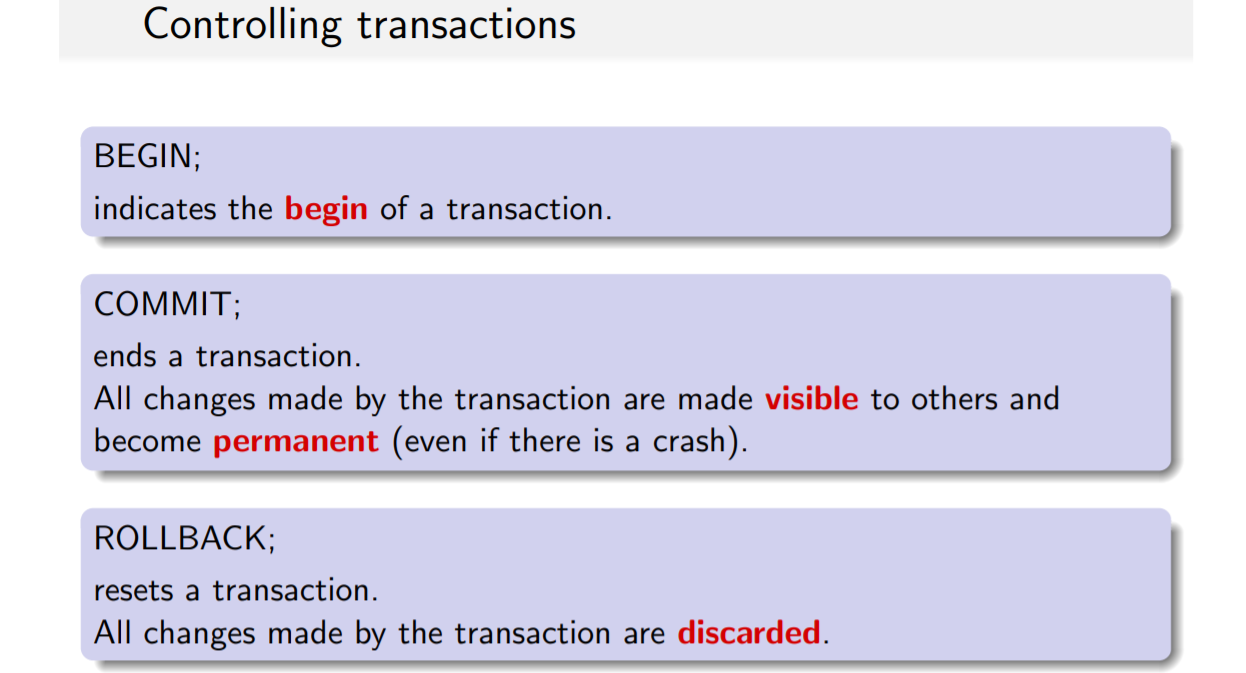 Controlling transactions
BEGIN;
indicates the begin of a transaction.
COMMIT;
ends a transaction.
All changes made by the transaction are made visible to others and
become permanent (even if there is a crash).
ROLLBACK;
resets a transaction.
All changes made by the transaction are discarded.